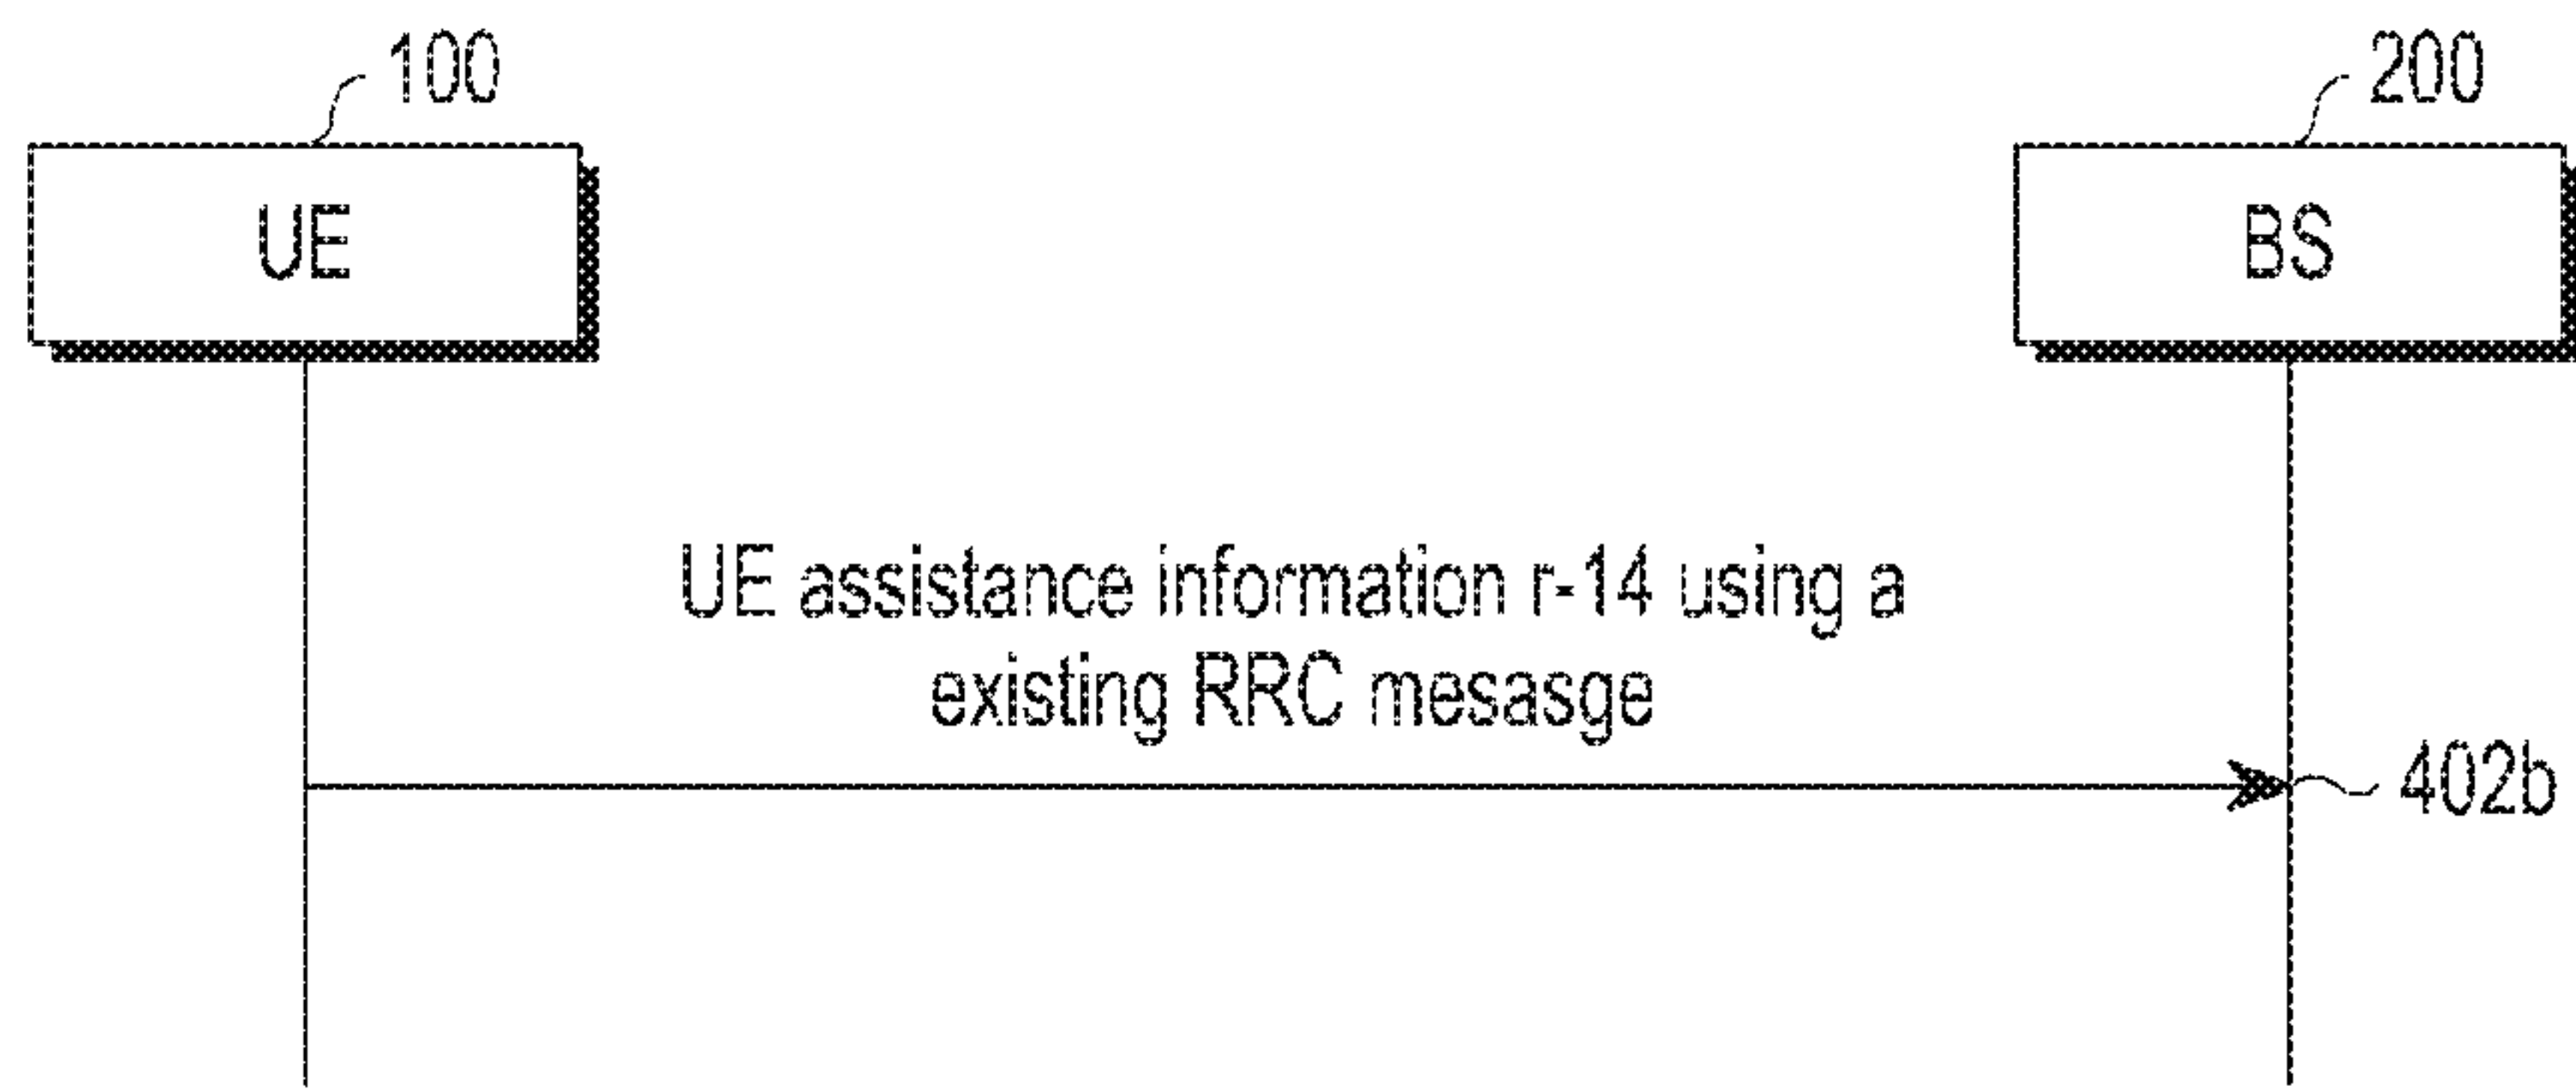 100
200
UE
BS
UE assistance information r-14 using a
existing RRC mesasge
402b